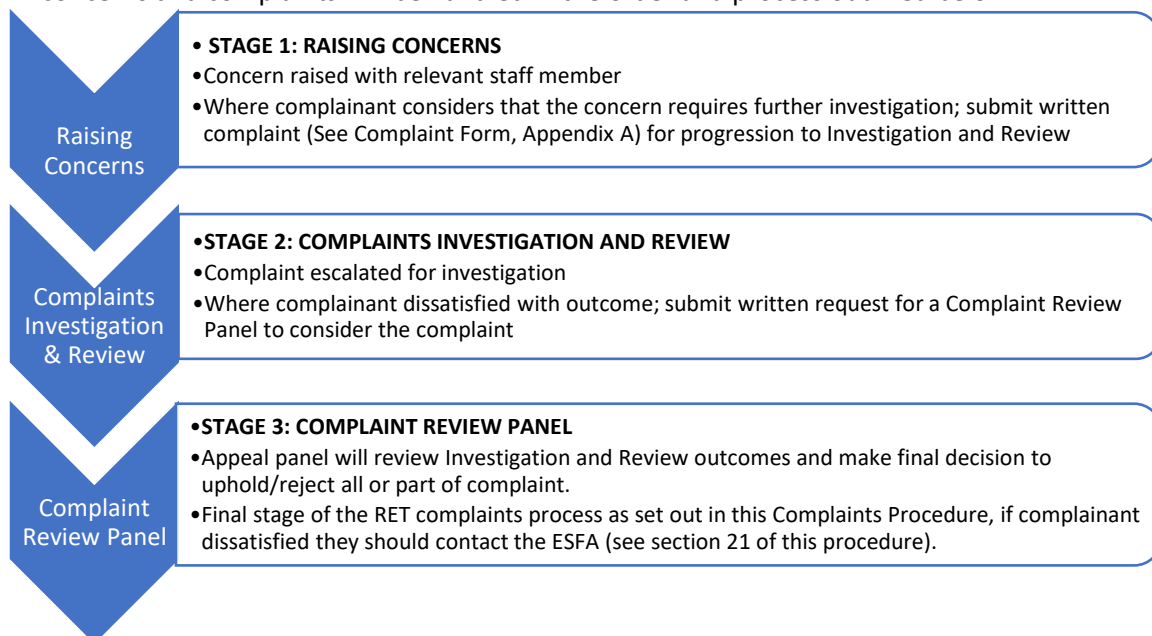 Raising
Concerns
• STAGE 1: RAISING CONCERNS
•Concern raised with relevant staff member
•Where complainant considers that the concern requires further investigation; submit written
complaint (See Complaint Form, Appendix A) for progression to Investigation and Review
Complaints
Investigation
& Review
•STAGE 2: COMPLAINTS INVESTIGATION AND REVIEW
•Complaint escalated for investigation
•Where complainant dissatisfied with outcome; submit written request for a Complaint Review
Panel to consider the complaint
Complaint
Review Panel
•STAGE 3: COMPLAINT REVIEW PANEL
•Appeal panel will review Investigation and Review outcomes and make final decision to
uphold/reject all or part of complaint.
•Final stage of the RET complaints process as set out in this Complaints Procedure, if complainant
dissatisfied they should contact the ESFA (see section 21 of this procedure).